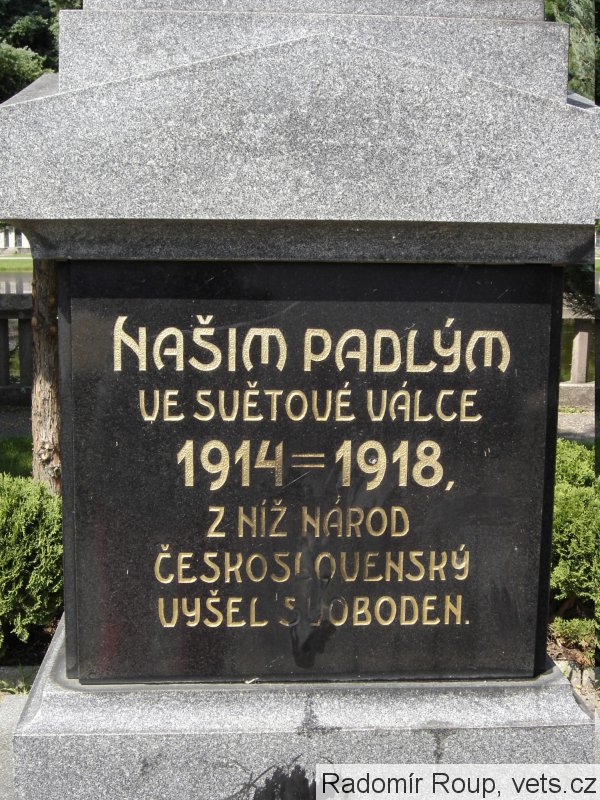 NAŠIM PADLÝM
VE SVĚTOVÉ VÁLCE
1914=1918,
Z NÍŽ NÁROD
ČESKOSLOVENSKÝ
VYŠEL SVOBODEN.
Radomír Roup, vets.cz